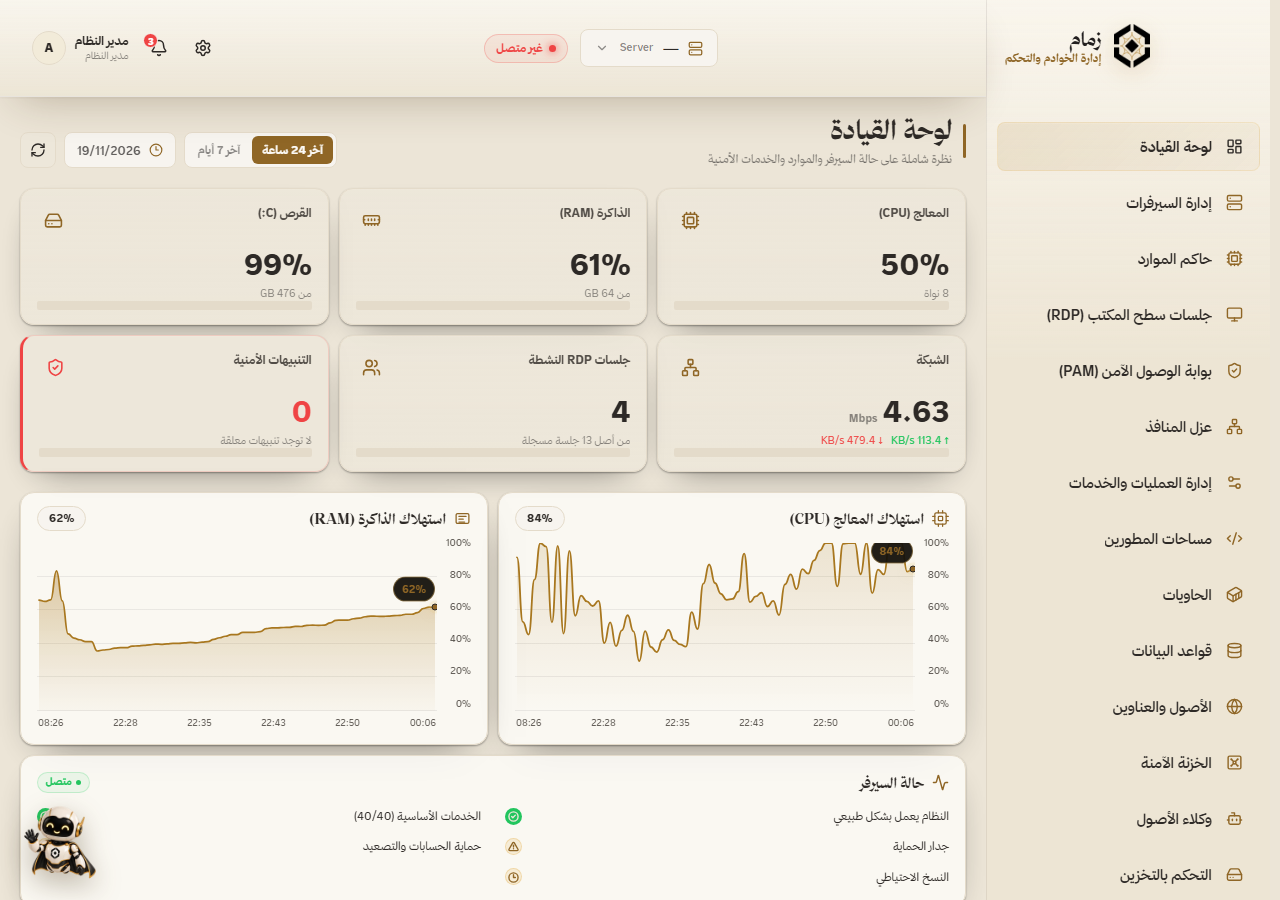 زمام
إدارة الخوادم والتحكم
Server —
غير متصل
3
مدير النظام
مدير النظام
A
لوحة القيادة
إدارة السيرفرات
حاكم الموارد
جلسات سطح المكتب (RDP)
بوابة الوصول الآمن (PAM)
عزل المنافذ
إدارة العمليات والخدمات
مساحات المطورين
الحاويات
قواعد البيانات
الأصول والعناوين
الخزنة الآمنة
وكلاء الأصول
التحكم بالتخزين
لوحة القيادة
نظرة شاملة على حالة السيرفر والموارد والخدمات الأمنية
آخر 24 ساعة
آخر 7 أيام
19/11/2026
المعالج (CPU)
50%
8 نواة
الذاكرة (RAM)
61%
من 64 GB
القرص (C:)
99%
من 476 GB
الشبكة
4.63 Mbps
↑ 113.4 KB/s ↓ 479.4 KB/s
جلسات RDP النشطة
4
من أصل 13 جلسة مسجلة
التنبيهات الأمنية
0
لا توجد تنبيهات معلقة
استهلاك المعالج (CPU)
84%
100%
80%
60%
40%
20%
0%
84%
08:26 22:28 22:35 22:43 22:50 00:06
استهلاك الذاكرة (RAM)
62%
100%
80%
60%
40%
20%
0%
62%
08:26 22:28 22:35 22:43 22:50 00:06
حالة السيرفر
متصل
النظام يعمل بشكل طبيعي
الخدمات الأساسية (40/40)
جدار الحماية
حماية الحسابات والتصعيد
النسخ الاحتياطي